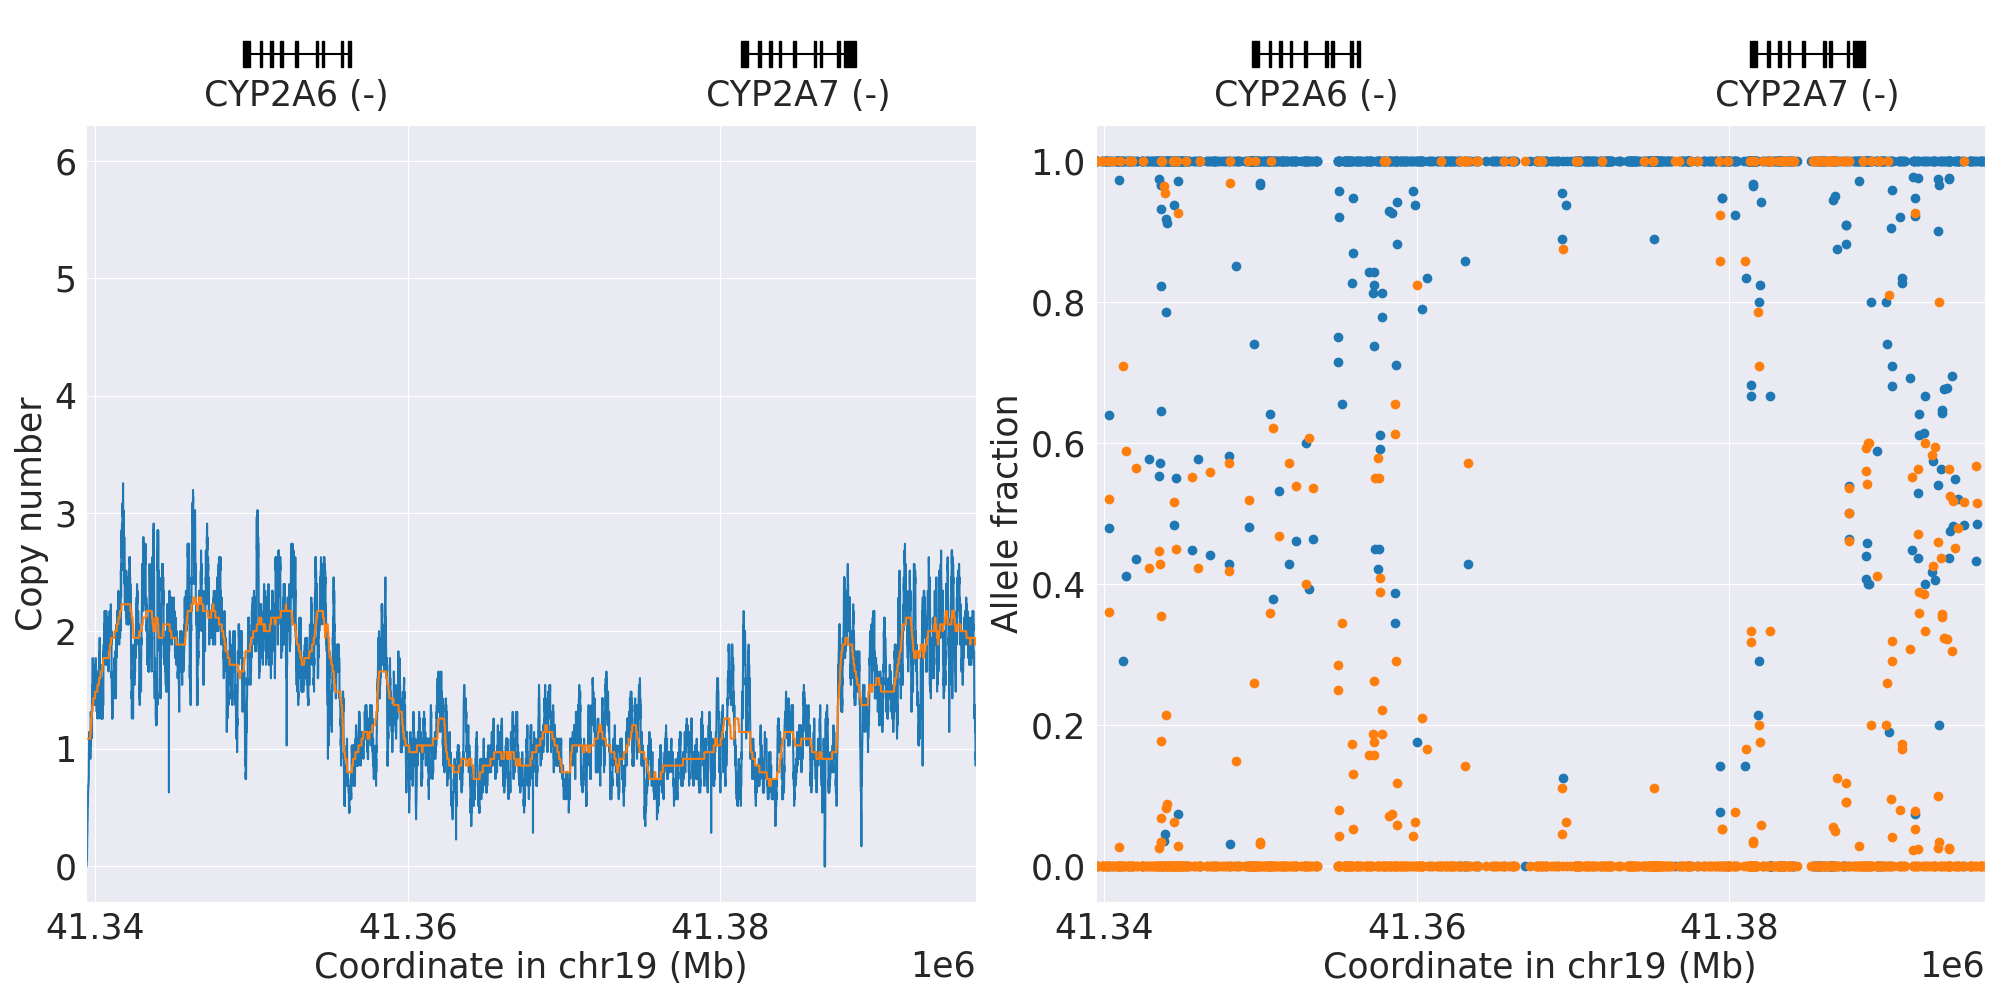 CYP2A6 (-)
CYP2A7 (-)
6
5
4
3
2
1
0
Copy number
41.34
41.36
41.38
Coordinate in chr19 (Mb)
1e6
CYP2A6 (-)
CYP2A7 (-)
1.0
0.8
0.6
0.4
0.2
0.0
Allele fraction
41.34
41.36
41.38
Coordinate in chr19 (Mb)
1e6